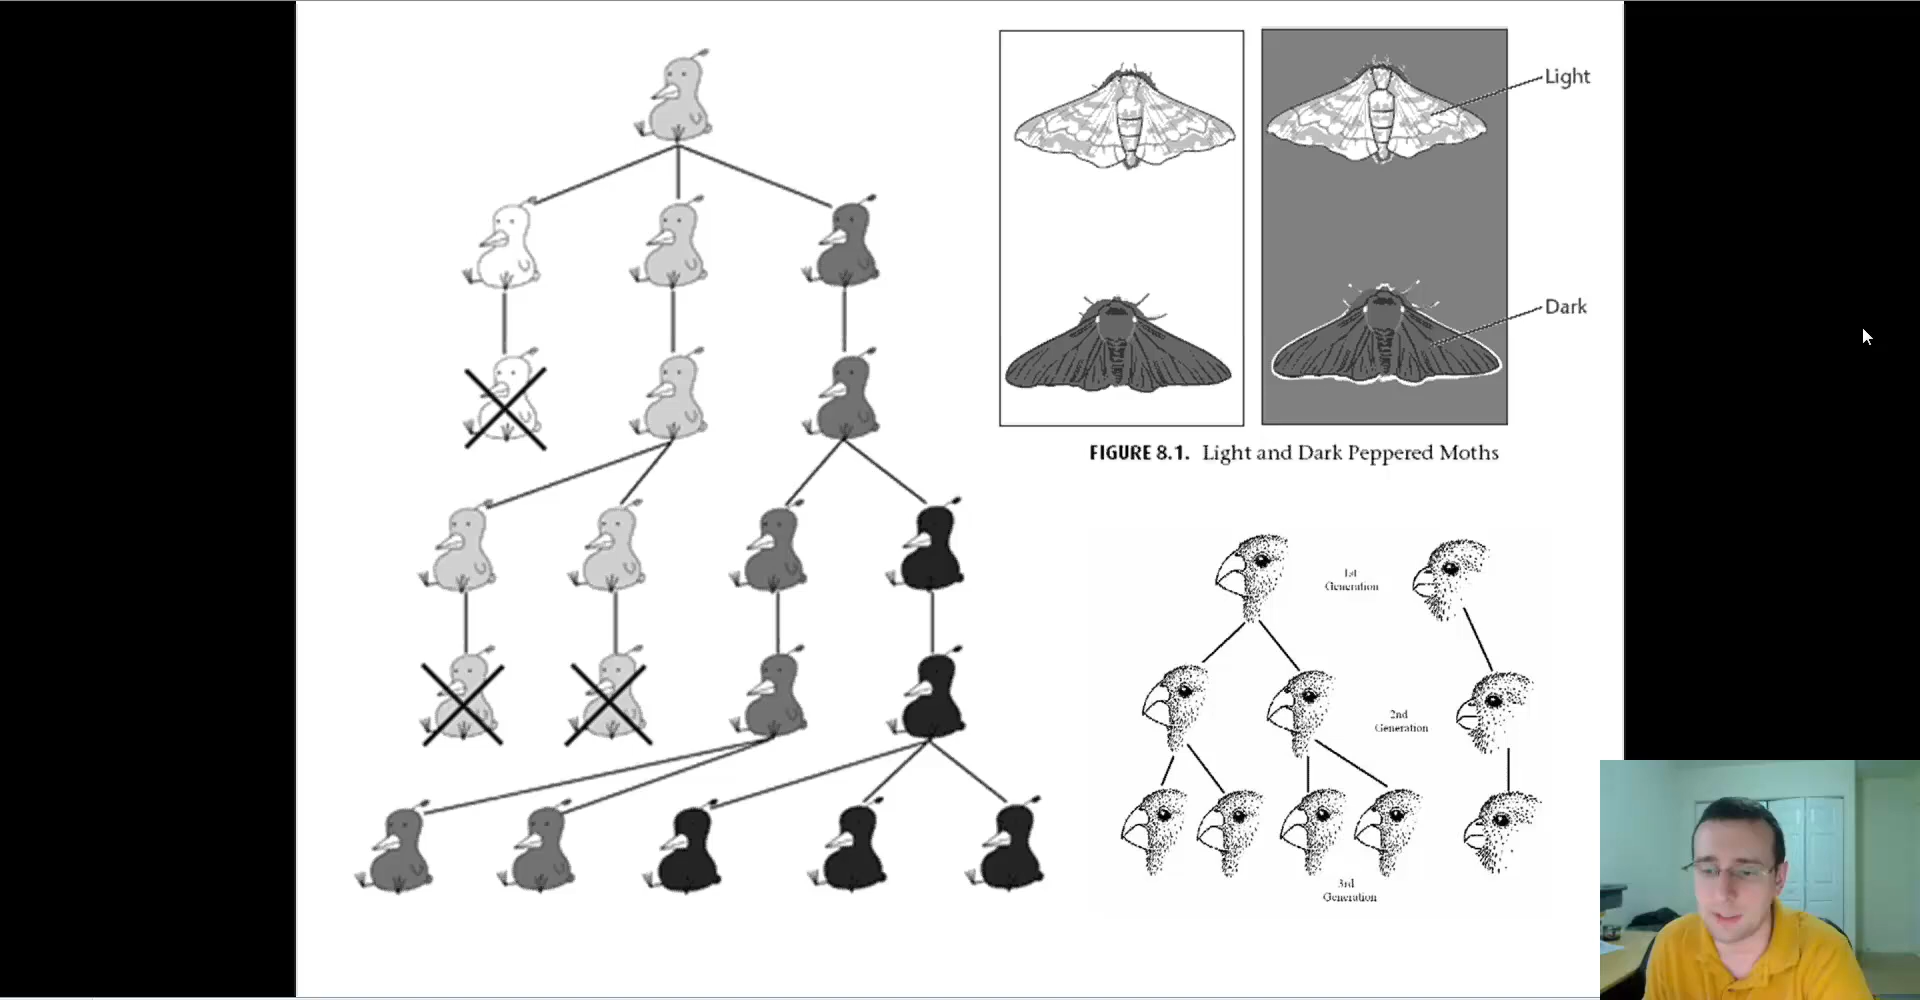 Light
Dark
FIGURE 8.1. Light and Dark Peppered Moths
1st
Generation
2nd
Generation
3rd
Generation